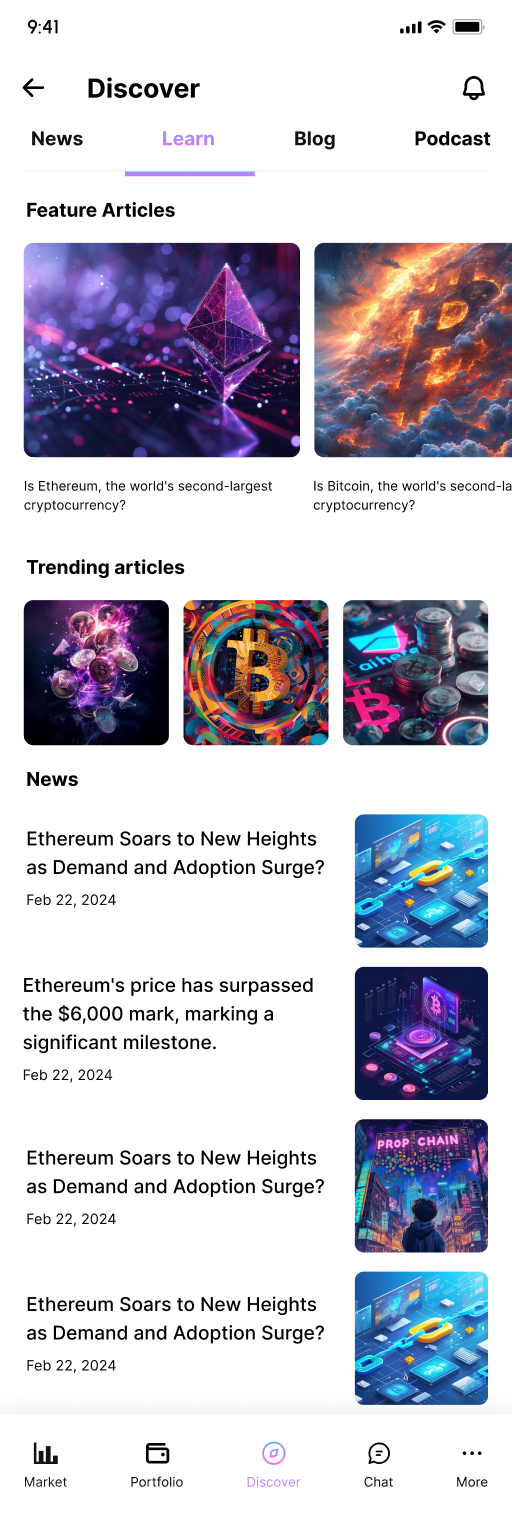 9:41
Discover
News Learn Blog Podcast
Feature Articles
Is Ethereum, the world's second-largest
cryptocurrency?
Is Bitcoin, the world's second-la
cryptocurrency?
Trending articles
aihere
News
Ethereum Soars to New Heights
as Demand and Adoption Surge?
Feb 22, 2024
Ethereum's price has surpassed
the $6,000 mark, marking a
significant milestone.
Feb 22, 2024
PROP CHAIN
Ethereum Soars to New Heights
as Demand and Adoption Surge?
Feb 22, 2024
Ethereum Soars to New Heights
as Demand and Adoption Surge?
Feb 22, 2024
Market Portfolio Discover Chat More